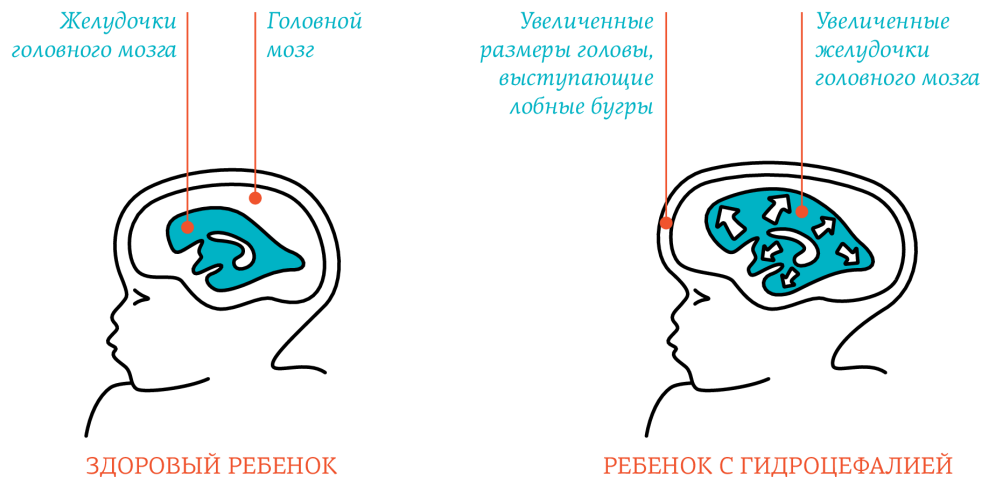 Желудочки
головного мозга
Головной
мозг
Увеличенные
размеры головы,
выступающие
лобные бугры
Увеличенные
желудочки
головного мозга
ЗДОРОВЫЙ РЕБЕНОК
РЕБЕНОК С ГИДРОЦЕФАЛИЕЙ